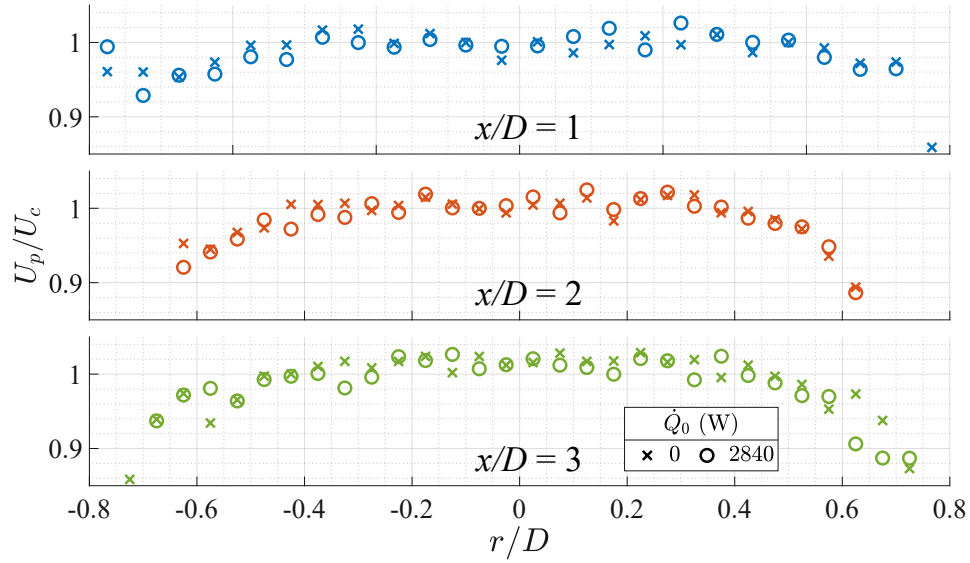 1
0.9
x/D = 1
1
0.9
x/D = 2
U_p/U_c
1
0.9
x/D = 3
Q̇_0 (W)
× 0 ○ 2840
-0.8 -0.6 -0.4 -0.2 0 0.2 0.4 0.6 0.8
r/D